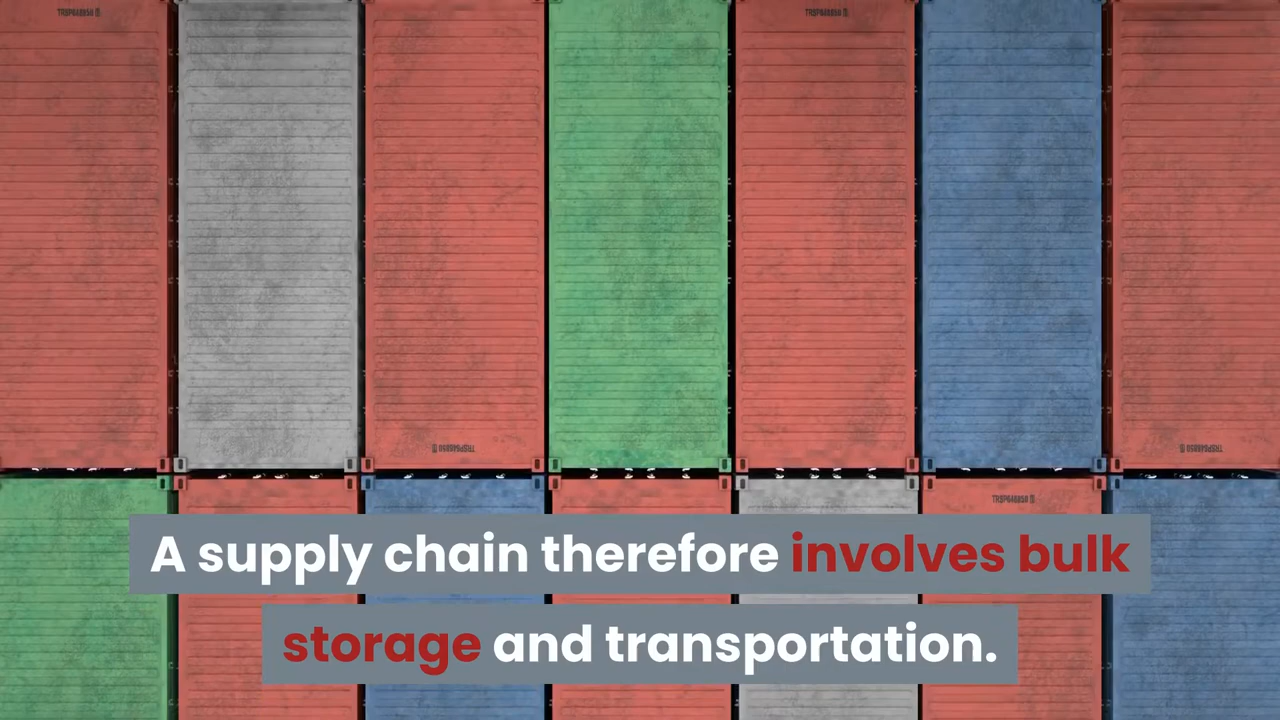 A supply chain therefore involves bulk
storage and transportation.